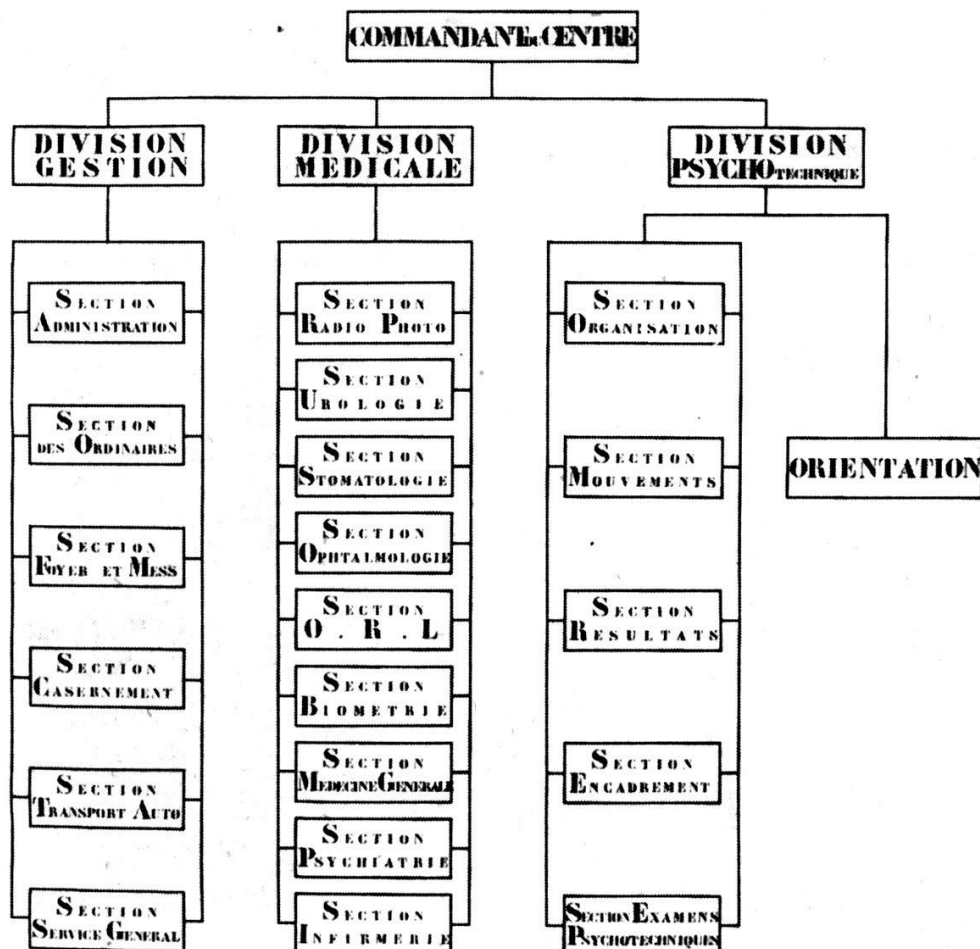 COMMANDANT DU CENTRE
DIVISION
GESTION
DIVISION
MEDICALE
DIVISION
PSYCHOTECHNIQUE
SECTION
ADMINISTRATION
SECTION
DES ORDINAIRES
SECTION
FOYER ET MESS
SECTION
CASERNEMENT
SECTION
TRANSPORT AUTO
SECTION
SERVICE GENERAL
SECTION
RADIO PHOTO
SECTION
UROLOGIE
SECTION
STOMATOLOGIE
SECTION
OPHTALMOLOGIE
SECTION
O . R . L
SECTION
BIOMETRIE
SECTION
MEDECINE GENERALE
SECTION
PSYCHIATRIE
SECTION
INFIRMERIE
SECTION
ORGANISATION
SECTION
MOUVEMENTS
SECTION
RESULTATS
SECTION
ENCADREMENT
SECTION EXAMENS
PSYCHOTECHNIQUES
ORIENTATION